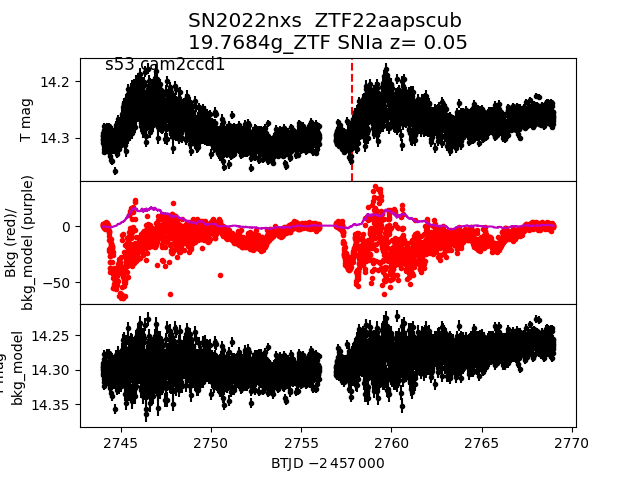 SN2022nxs ZTF22aapscub
19.7684g_ZTF SNIa z= 0.05
s53 cam2ccd1
T mag
14.2
14.3
Bkg (red)/
bkg_model (purple)
0
−50
bkg_model
14.25
14.30
14.35
2745 2750 2755 2760 2765 2770
BTJD −2 457 000